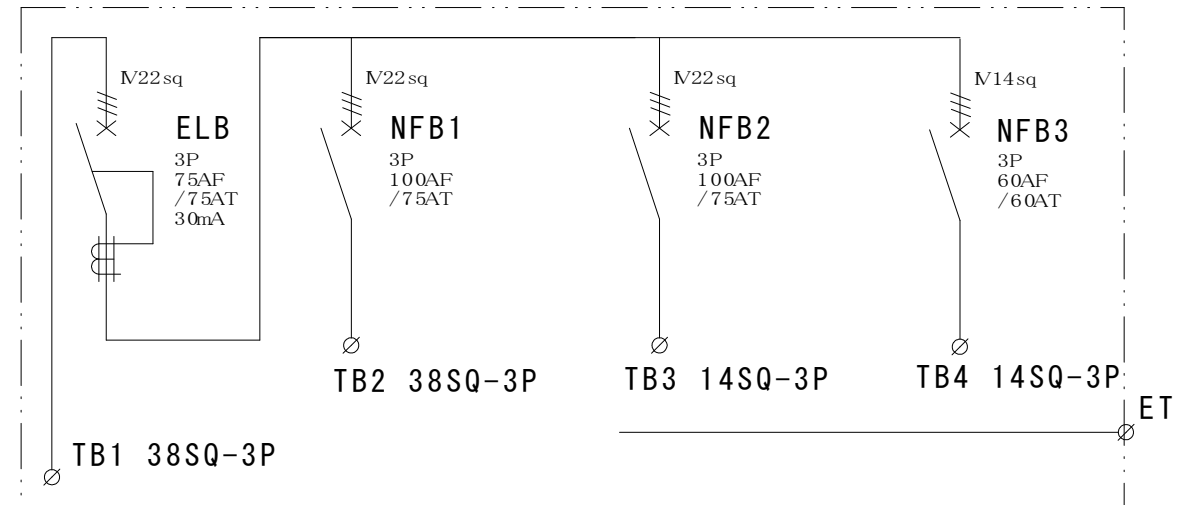 IV22sq
ELB
3P
75AF
/75AT
30mA
IV22sq
NFB1
3P
100AF
/75AT
IV22sq
NFB2
3P
100AF
/75AT
IV14sq
NFB3
3P
60AF
/60AT
TB2 38SQ-3P
TB3 14SQ-3P
TB4 14SQ-3P
ET
TB1 38SQ-3P